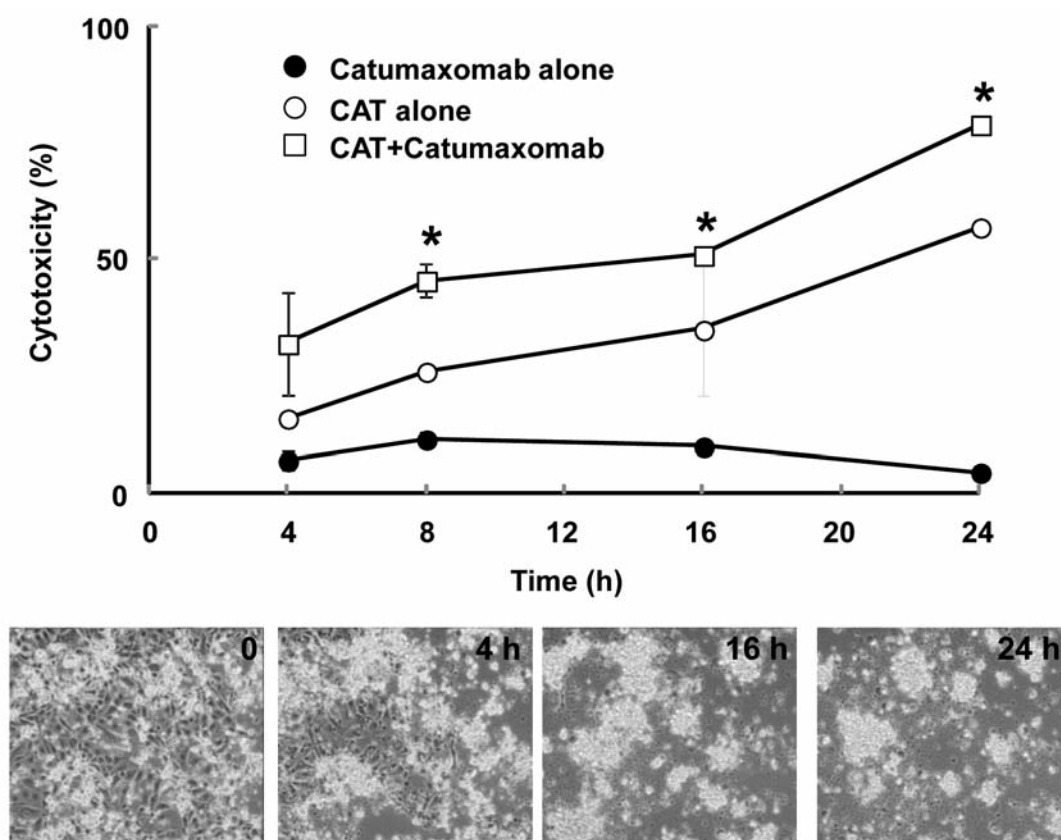 100
Catumaxomab alone
CAT alone
CAT+Catumaxomab
*
*
*
50
0
Cytotoxicity (%)
0 4 8 12 16 20 24
Time (h)
0 4 h 16 h 24 h